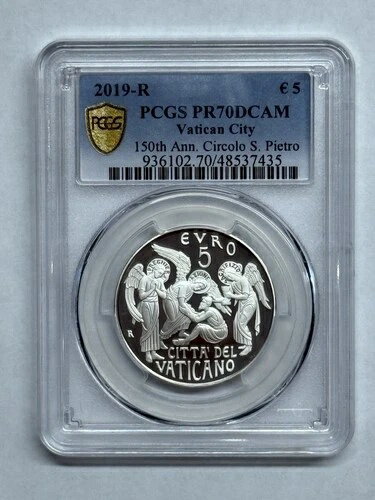 2019-R €5
PCGS PR70DCAM
Vatican City
150th Ann. Circolo S. Pietro
936102.70/48537435
PCGS
EVRO
5
R
CITTA' DEL
VATICANO